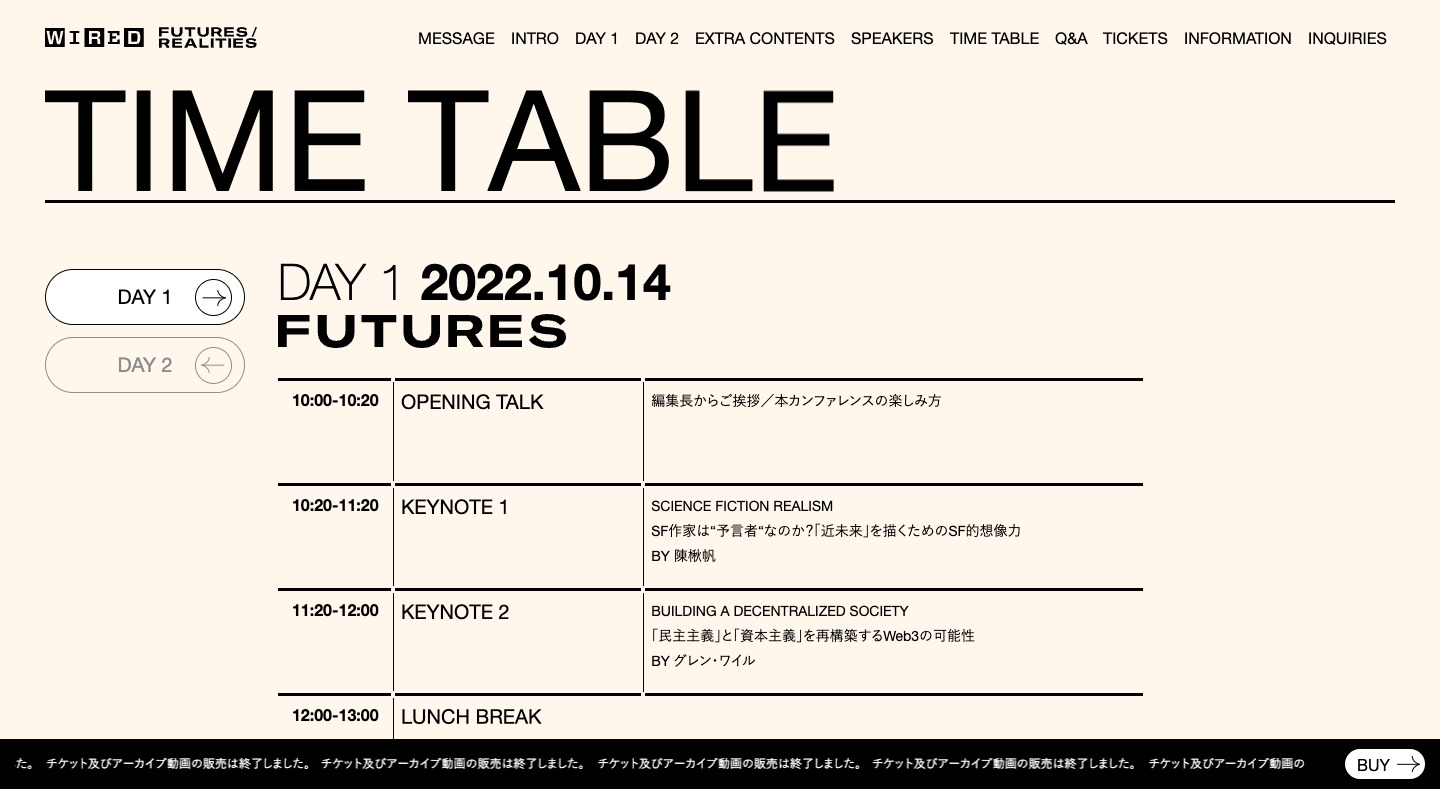 WIRED FUTURES/
REALITIES
MESSAGE INTRO DAY 1 DAY 2 EXTRA CONTENTS SPEAKERS TIME TABLE Q&A TICKETS INFORMATION INQUIRIES
TIME TABLE
DAY 1
DAY 2
DAY 1 2022.10.14
FUTURES
10:00-10:20 OPENING TALK 編集長からご挨拶／本カンファレンスの楽しみ方
10:20-11:20 KEYNOTE 1 SCIENCE FICTION REALISM
SF作家は“予言者“なのか?「近未来」を描くためのSF的想像力
BY 陳楸帆
11:20-12:00 KEYNOTE 2 BUILDING A DECENTRALIZED SOCIETY
「民主主義」と「資本主義」を再構築するWeb3の可能性
BY グレン・ワイル
12:00-13:00 LUNCH BREAK
た。 チケット及びアーカイブ動画の販売は終了しました。 チケット及びアーカイブ動画の販売は終了しました。 チケット及びアーカイブ動画の販売は終了しました。 チケット及びアーカイブ動画の販売は終了しました。 チケット及びアーカイブ動画の
BUY